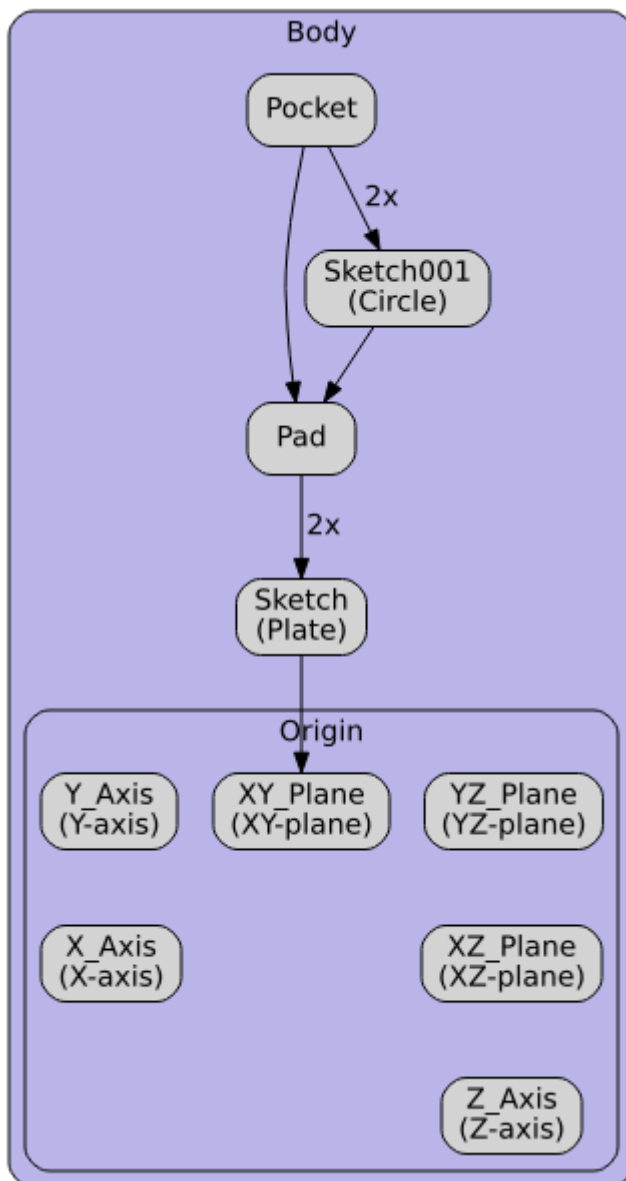 Body
Pocket
2x
Sketch001
(Circle)
Pad
2x
Sketch
(Plate)
Origin
Y_Axis
(Y-axis)
XY_Plane
(XY-plane)
YZ_Plane
(YZ-plane)
X_Axis
(X-axis)
XZ_Plane
(XZ-plane)
Z_Axis
(Z-axis)